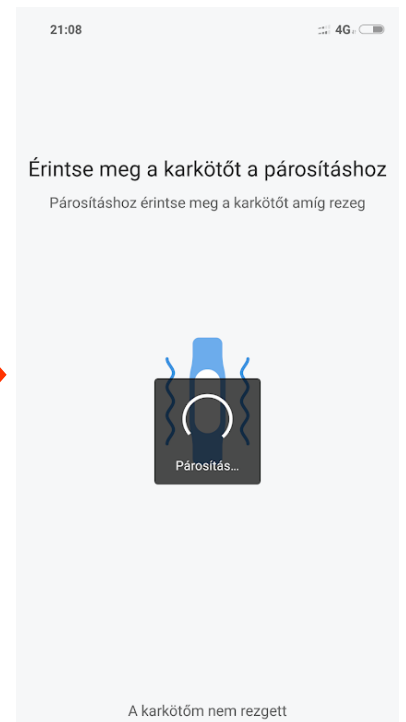 21:08
4G
Érintse meg a karkötőt a párosításhoz
Párosításhoz érintse meg a karkötőt amíg rezeg
Párosítás…
A karkötőm nem rezgett